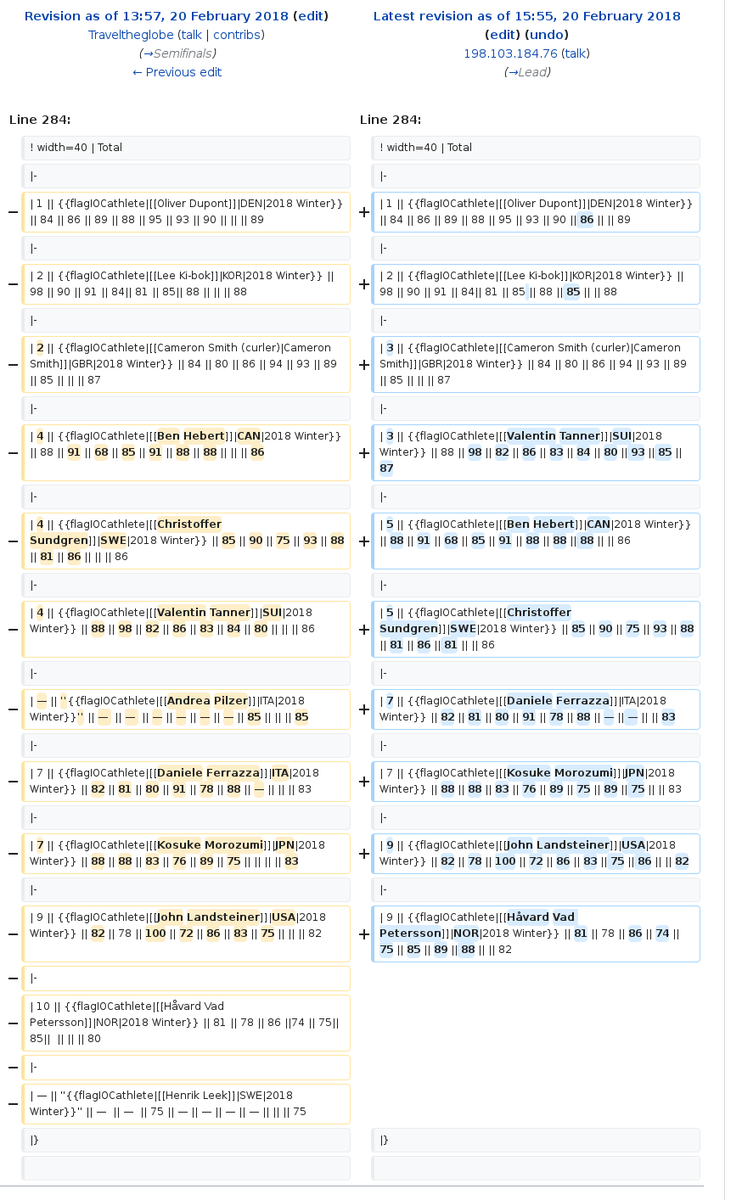 Revision as of 13:57, 20 February 2018 (edit)
Traveltheglobe (talk | contribs)
(→Semifinals)
← Previous edit
Latest revision as of 15:55, 20 February 2018
(edit) (undo)
198.103.184.76 (talk)
(→Lead)
Line 284:
Line 284:
! width=40 | Total
! width=40 | Total
|-
|-
− | 1 || {{flagIOCathlete|[[Oliver Dupont]]|DEN|2018 Winter}}
|| 84 || 86 || 89 || 88 || 95 || 93 || 90 || || || 89
+ | 1 || {{flagIOCathlete|[[Oliver Dupont]]|DEN|2018 Winter}}
|| 84 || 86 || 89 || 88 || 95 || 93 || 90 || 86 || || 89
|-
|-
− | 2 || {{flagIOCathlete|[[Lee Ki-bok]]|KOR|2018 Winter}} ||
98 || 90 || 91 || 84|| 81 || 85|| 88 || || || 88
+ | 2 || {{flagIOCathlete|[[Lee Ki-bok]]|KOR|2018 Winter}} ||
98 || 90 || 91 || 84|| 81 || 85 || 88 || 85 || || 88
|-
|-
− | 2 || {{flagIOCathlete|[[Cameron Smith (curler)|Cameron
Smith]]|GBR|2018 Winter}} || 84 || 80 || 86 || 94 || 93 || 89
|| 85 || || || 87
+ | 3 || {{flagIOCathlete|[[Cameron Smith (curler)|Cameron
Smith]]|GBR|2018 Winter}} || 84 || 80 || 86 || 94 || 93 || 89
|| 85 || || || 87
|-
|-
− | 4 || {{flagIOCathlete|[[Ben Hebert]]|CAN|2018 Winter}}
|| 88 || 91 || 68 || 85 || 91 || 88 || 88 || || || 86
+ | 3 || {{flagIOCathlete|[[Valentin Tanner]]|SUI|2018
Winter}} || 88 || 98 || 82 || 86 || 83 || 84 || 80 || 93 || 85 ||
87
|-
|-
− | 4 || {{flagIOCathlete|[[Christoffer
Sundgren]]|SWE|2018 Winter}} || 85 || 90 || 75 || 93 || 88
|| 81 || 86 || || || 86
+ | 5 || {{flagIOCathlete|[[Ben Hebert]]|CAN|2018 Winter}}
|| 88 || 91 || 68 || 85 || 91 || 88 || 88 || 88 || || 86
|-
|-
− | 4 || {{flagIOCathlete|[[Valentin Tanner]]|SUI|2018
Winter}} || 88 || 98 || 82 || 86 || 83 || 84 || 80 || || || 86
+ | 5 || {{flagIOCathlete|[[Christoffer
Sundgren]]|SWE|2018 Winter}} || 85 || 90 || 75 || 93 || 88
|| 81 || 86 || 81 || || 86
|-
|-
− | — || ''{{flagIOCathlete|[[Andrea Pilzer]]|ITA|2018
Winter}}'' || — || — || — || — || — || — || 85 || || || 85
+ | 7 || {{flagIOCathlete|[[Daniele Ferrazza]]|ITA|2018
Winter}} || 82 || 81 || 80 || 91 || 78 || 88 || — || — || || 83
|-
|-
− | 7 || {{flagIOCathlete|[[Daniele Ferrazza]]|ITA|2018
Winter}} || 82 || 81 || 80 || 91 || 78 || 88 || — || || || 83
+ | 7 || {{flagIOCathlete|[[Kosuke Morozumi]]|JPN|2018
Winter}} || 88 || 88 || 83 || 76 || 89 || 75 || 89 || 75 || || 83
|-
|-
− | 7 || {{flagIOCathlete|[[Kosuke Morozumi]]|JPN|2018
Winter}} || 88 || 88 || 83 || 76 || 89 || 75 || || || || 83
+ | 9 || {{flagIOCathlete|[[John Landsteiner]]|USA|2018
Winter}} || 82 || 78 || 100 || 72 || 86 || 83 || 75 || 86 || || 82
|-
|-
− | 9 || {{flagIOCathlete|[[John Landsteiner]]|USA|2018
Winter}} || 82 || 78 || 100 || 72 || 86 || 83 || 75 || || || 82
+ | 9 || {{flagIOCathlete|[[Håvard Vad
Petersson]]|NOR|2018 Winter}} || 81 || 78 || 86 || 74 ||
75 || 85 || 89 || 88 || || 82
− |-
− | 10 || {{flagIOCathlete|[[Håvard Vad
Petersson]]|NOR|2018 Winter}} || 81 || 78 || 86 ||74 || 75||
85|| || || || 80
− |-
− | — || ''{{flagIOCathlete|[[Henrik Leek]]|SWE|2018
Winter}}'' || — || — || 75 || — || — || — || — || || || 75
|}
|}